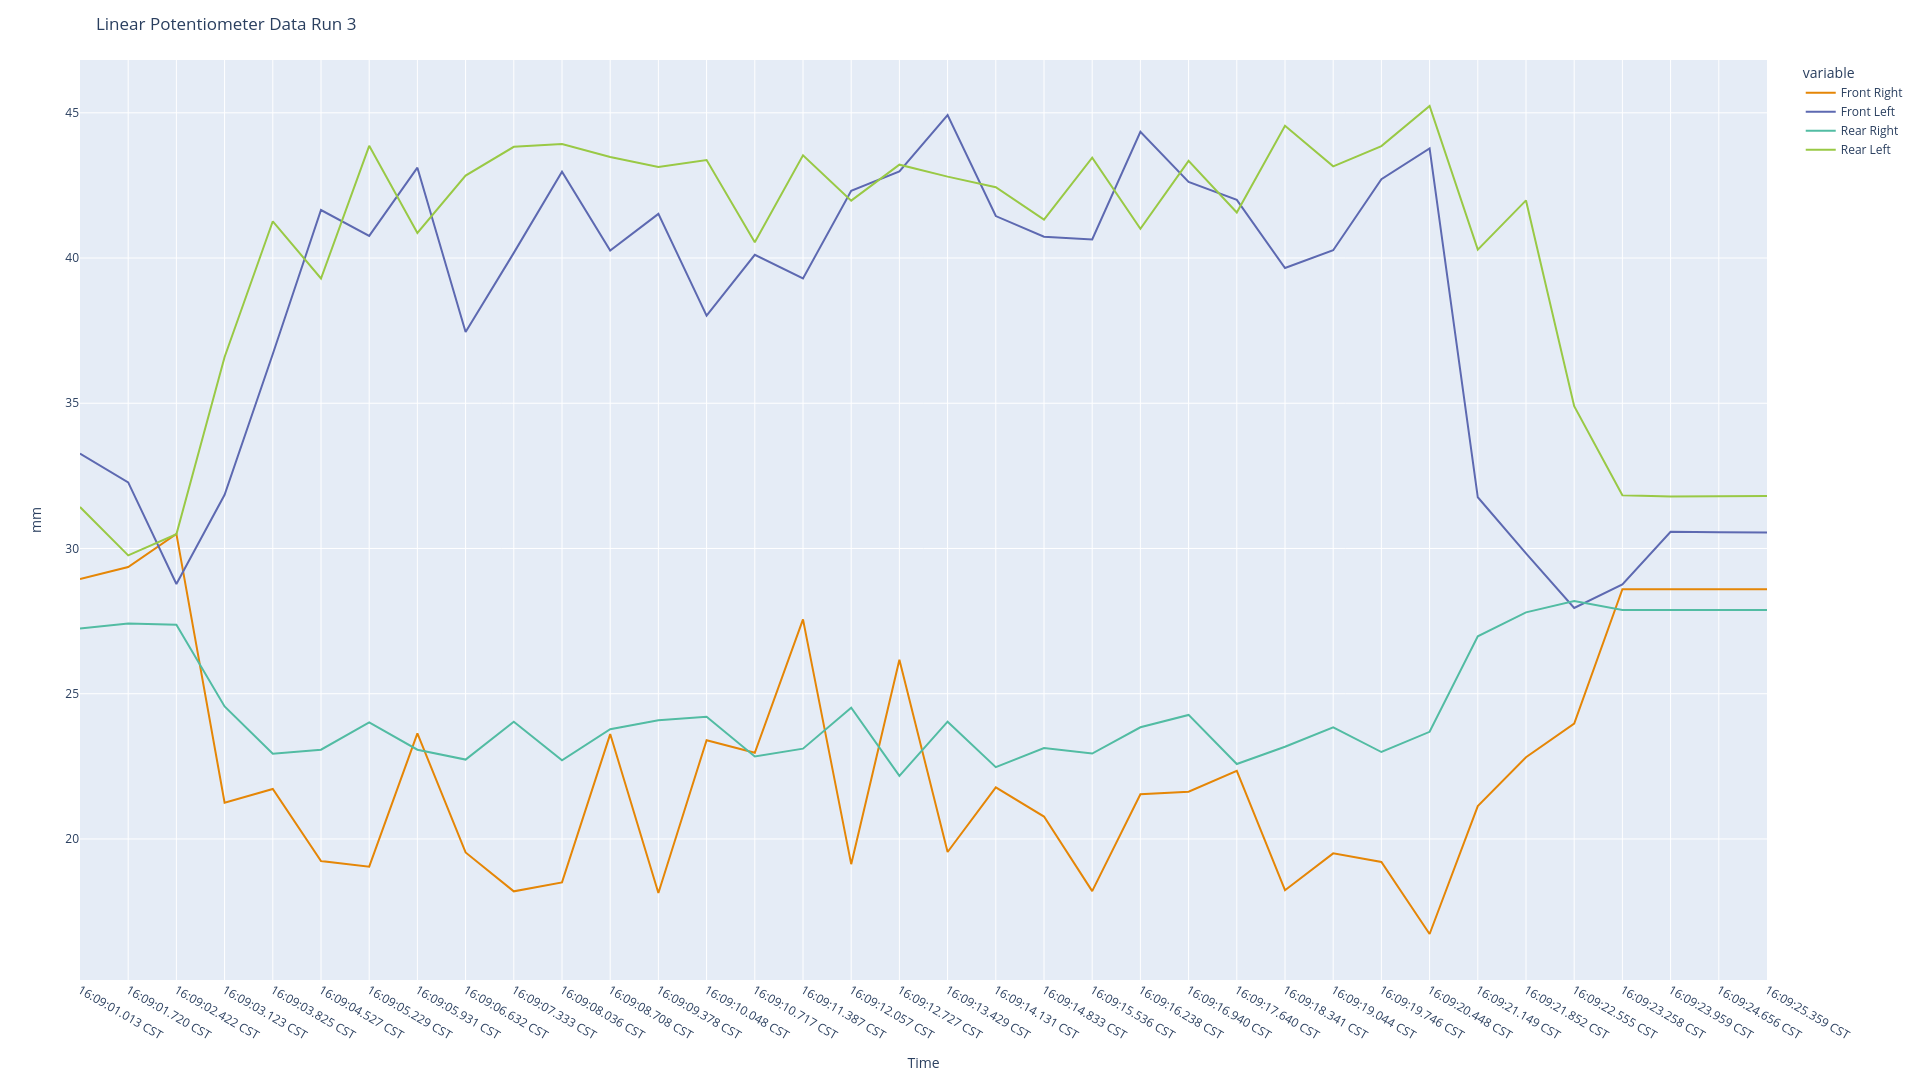 Linear Potentiometer Data Run 3
variable
Front Right
Front Left
Rear Right
Rear Left
45
40
35
30
25
20
mm
16:09:01.013 CST
16:09:01.720 CST
16:09:02.422 CST
16:09:03.123 CST
16:09:03.825 CST
16:09:04.527 CST
16:09:05.229 CST
16:09:05.931 CST
16:09:06.632 CST
16:09:07.333 CST
16:09:08.036 CST
16:09:08.708 CST
16:09:09.378 CST
16:09:10.048 CST
16:09:10.717 CST
16:09:11.387 CST
16:09:12.057 CST
16:09:12.727 CST
16:09:13.429 CST
16:09:14.131 CST
16:09:14.833 CST
16:09:15.536 CST
16:09:16.238 CST
16:09:16.940 CST
16:09:17.640 CST
16:09:18.341 CST
16:09:19.044 CST
16:09:19.746 CST
16:09:20.448 CST
16:09:21.149 CST
16:09:21.852 CST
16:09:22.555 CST
16:09:23.258 CST
16:09:23.959 CST
16:09:24.656 CST
16:09:25.359 CST
Time